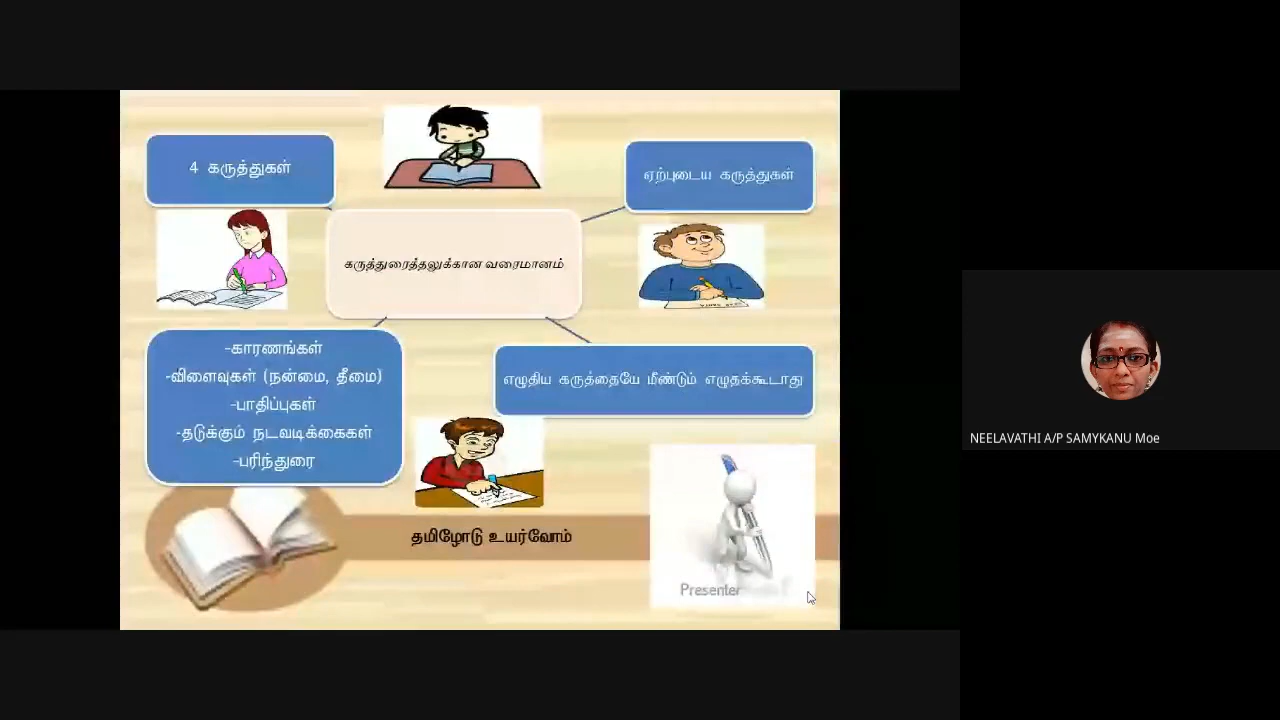 4 கருத்துகள்
ஏற்புடைய கருத்துகள்
கருத்துரைத்தலுக்கான வரைமானம்
-காரணங்கள்
-விளைவுகள் (நன்மை, தீமை)
-பாதிப்புகள்
-தடுக்கும் நடவடிக்கைகள்
-பரிந்துரை
எழுதிய கருத்தையே மீண்டும் எழுதக்கூடாது
தமிழோடு உயர்வோம்
Presenter
NEELAVATHI A/P SAMYKANU Moe